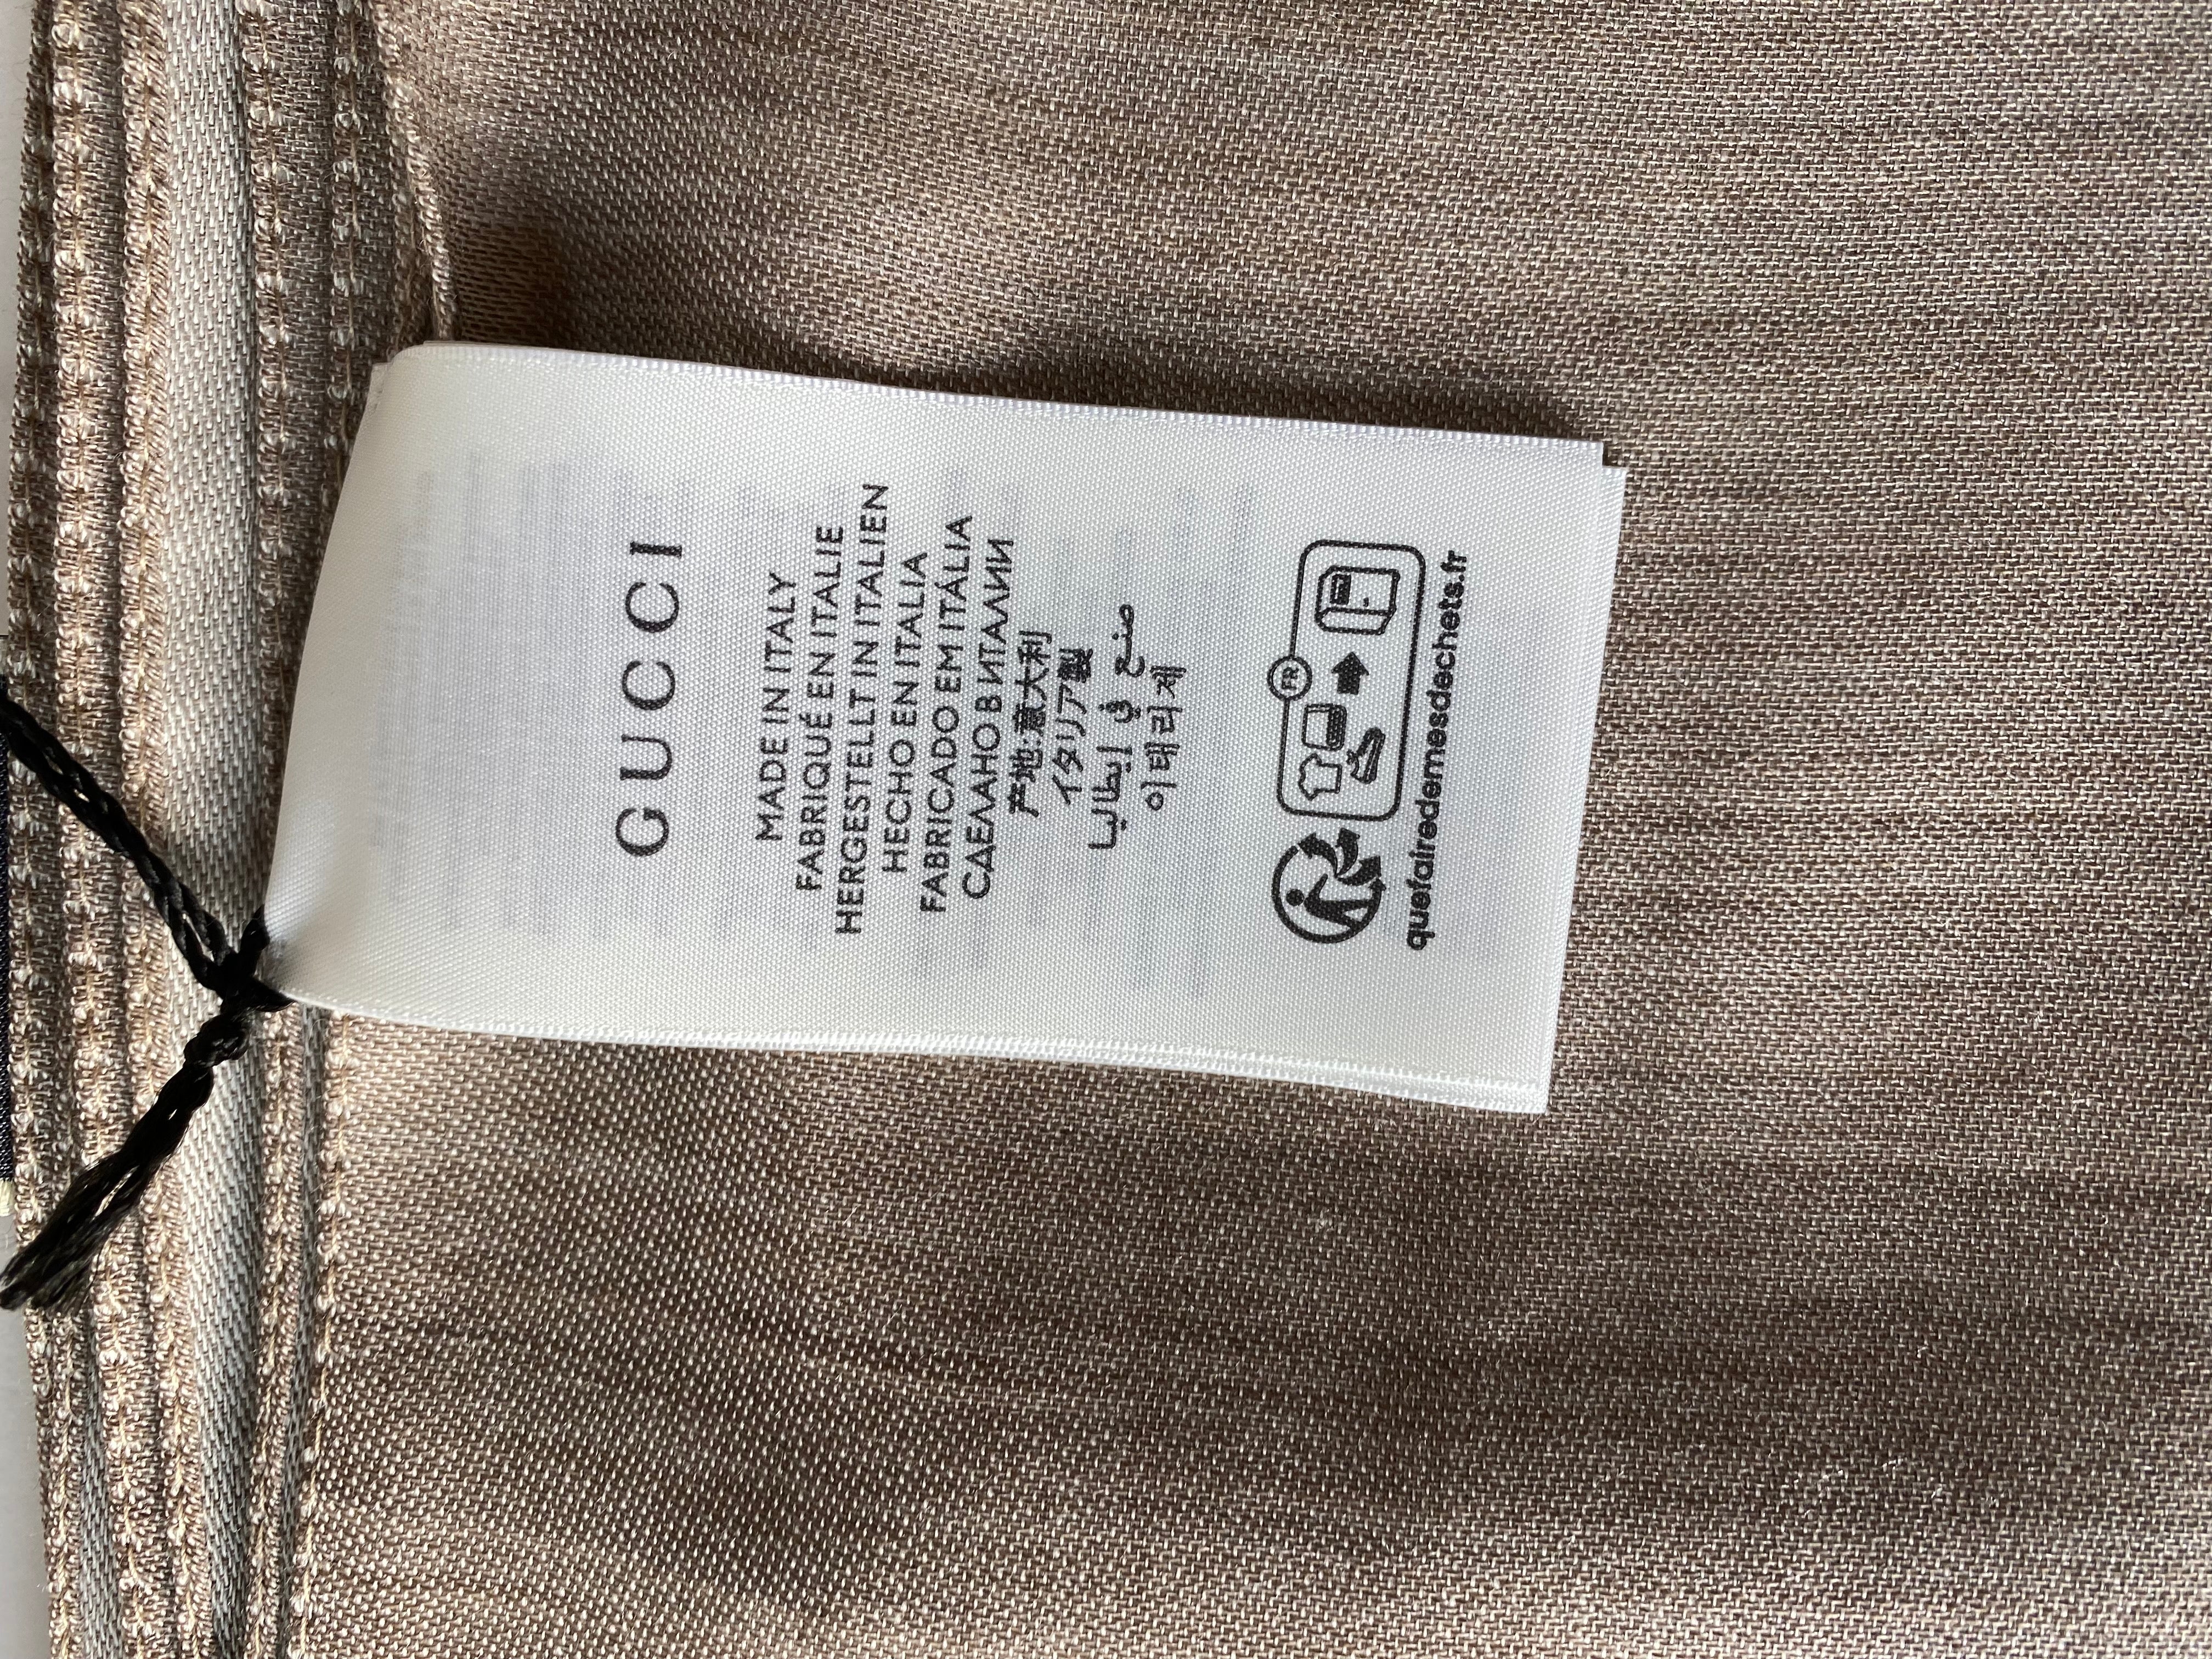 GUCCI
MADE IN ITALY
FABRIQUÉ EN ITALIE
HERGESTELLT IN ITALIEN
HECHO EN ITALIA
FABRICADO EM ITÁLIA
СДЕЛАНО В ИТАЛИИ
产地:意大利
イタリア製
صنع في إيطاليا
이태리제
FR
quefairedemesdechets.fr